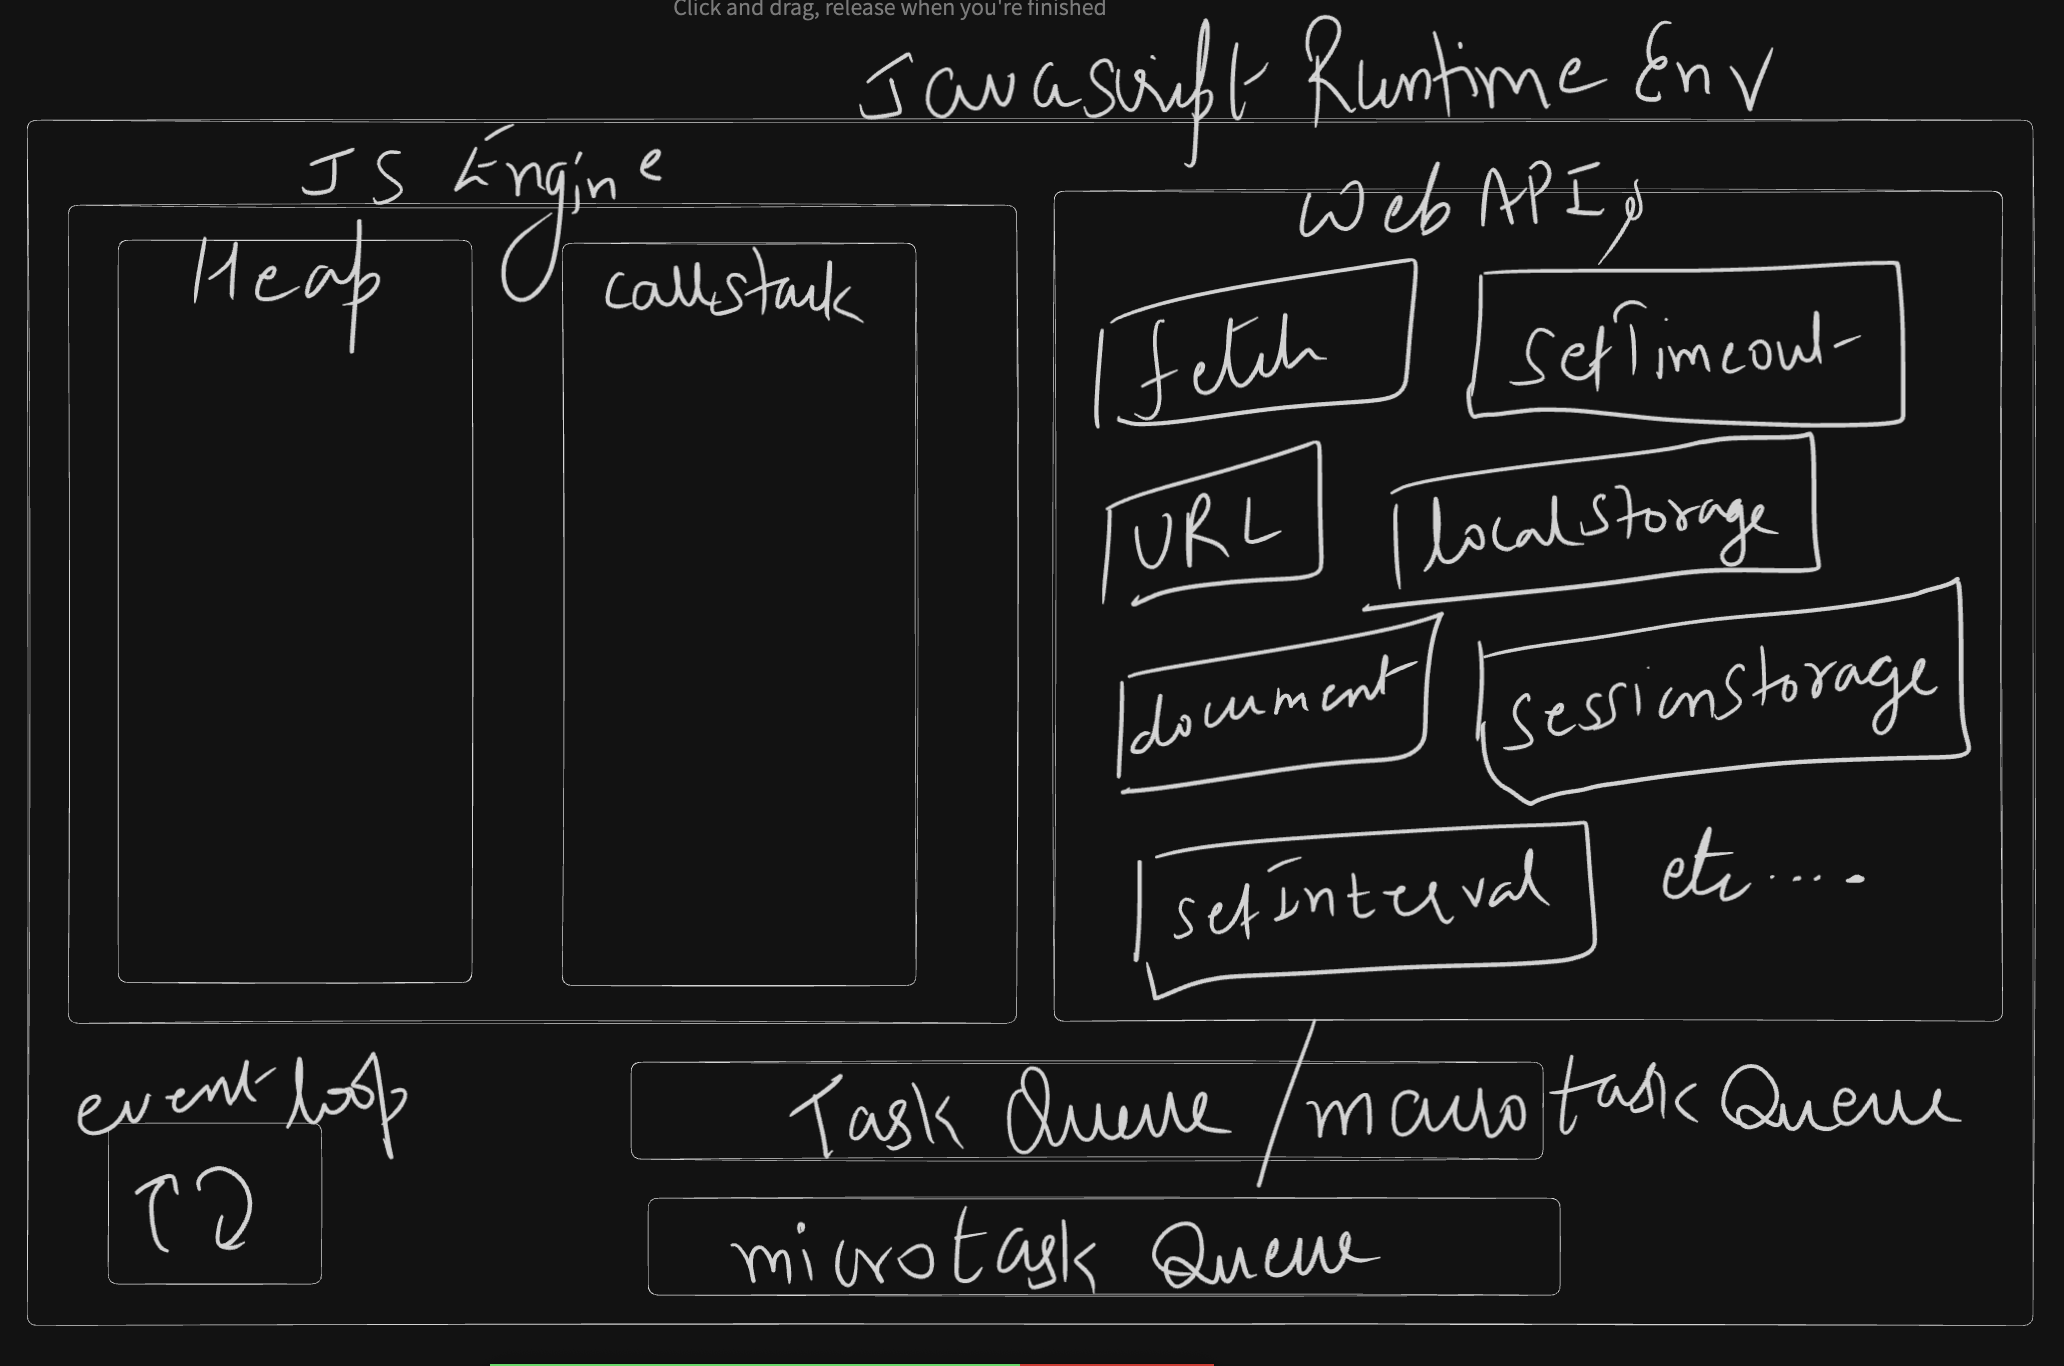 Click and drag, release when you're finished
Javascript Runtime Env
JS Engine
Heap
callstack
Web APIs
fetch
setTimeout
URL
localstorage
document
sessionstorage
setInterval
etc.....
event loop
Task Queue / macrotask Queue
microtask Queue